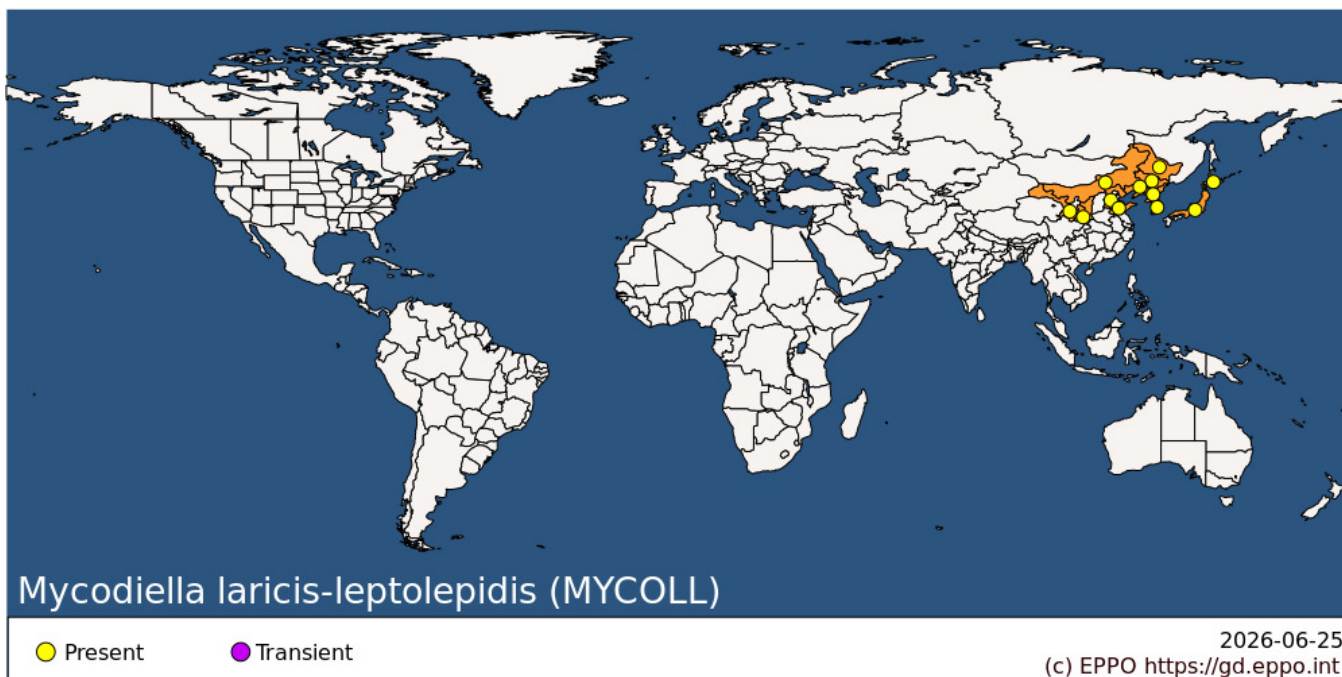 Mycodiella laricis-leptolepidis (MYCOLL)
Present
Transient
2026-06-25
(c) EPPO https://gd.eppo.int